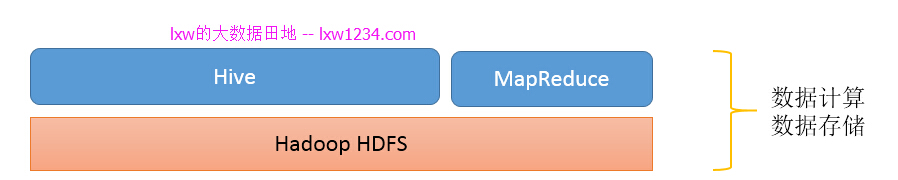 lxw的大数据田地 -- lxw1234.com
Hive
MapReduce
数据计算
数据存储
Hadoop HDFS